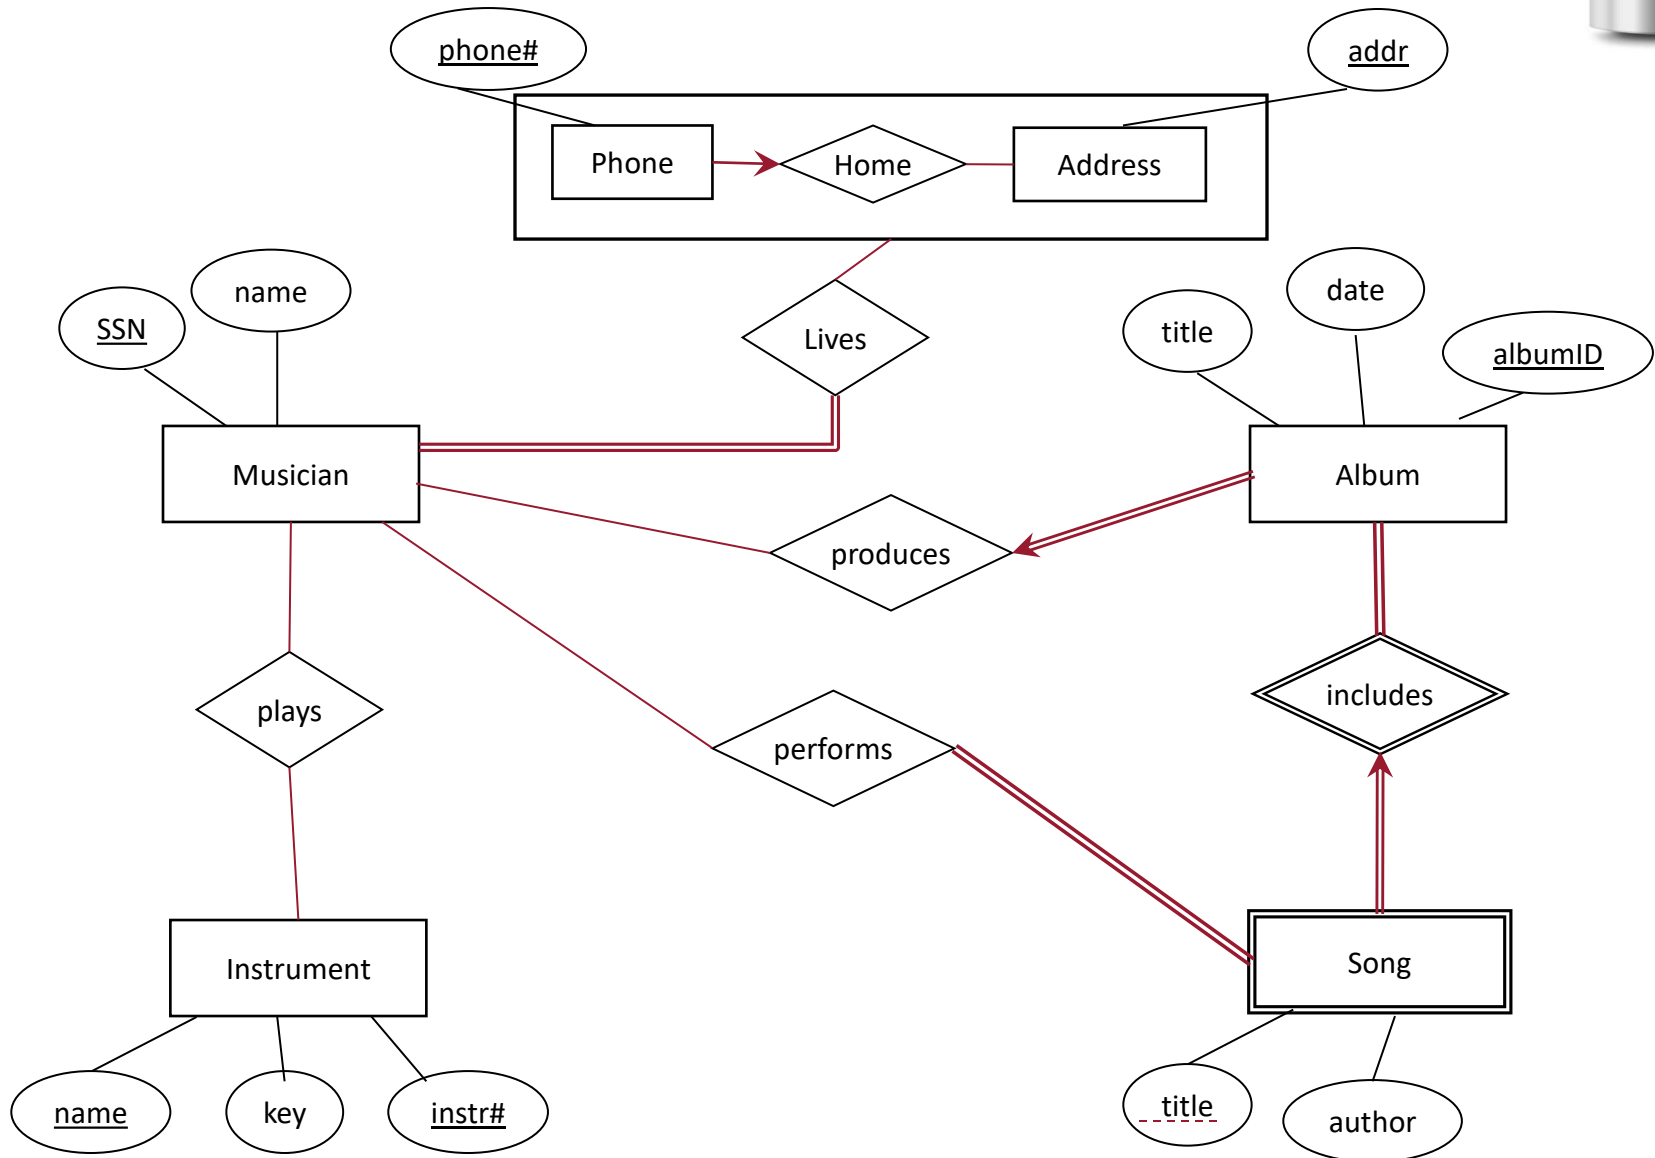 phone#
addr
Phone
Home
Address
SSN
name
Lives
title
date
albumID
Musician
Album
produces
plays
performs
includes
Instrument
Song
name
key
instr#
title
author